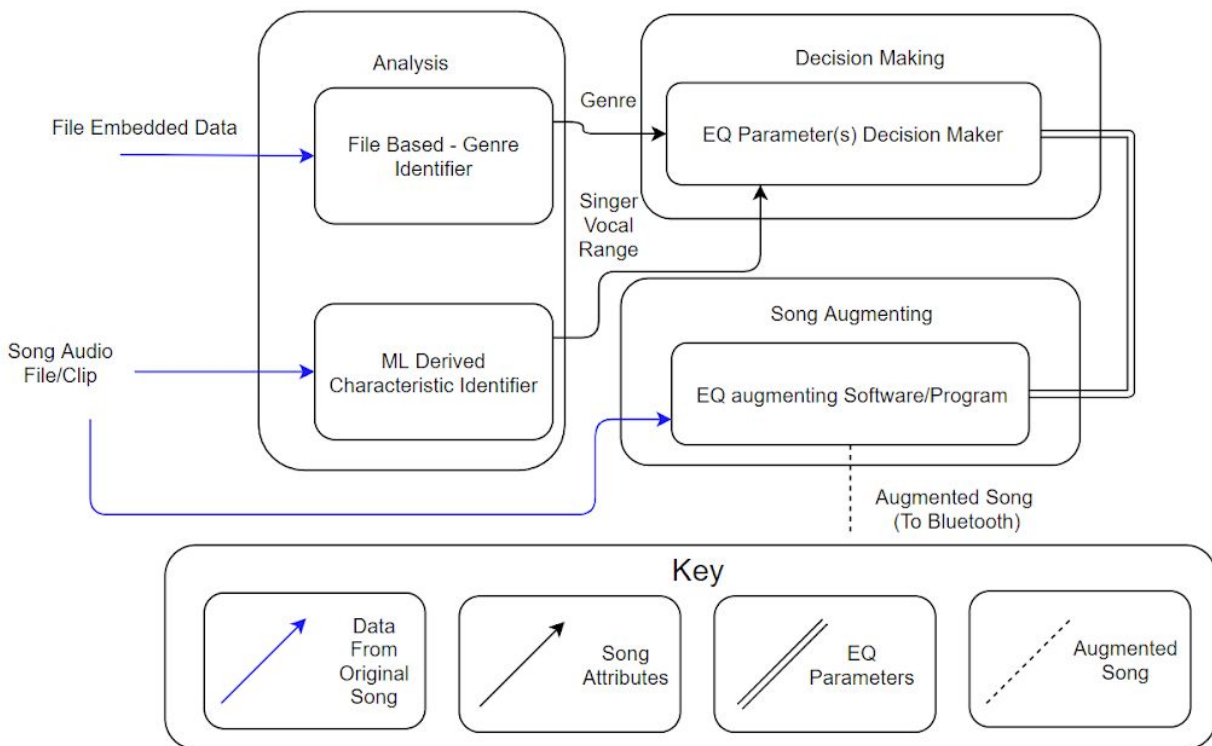 Analysis
File Embedded Data
File Based - Genre
Identifier
Genre
Decision Making
EQ Parameter(s) Decision Maker
Singer
Vocal
Range
Song Audio
File/Clip
ML Derived
Characteristic Identifier
Song Augmenting
EQ augmenting Software/Program
Augmented Song
(To Bluetooth)
Key
Data
From
Original
Song
Song
Attributes
EQ
Parameters
Augmented
Song